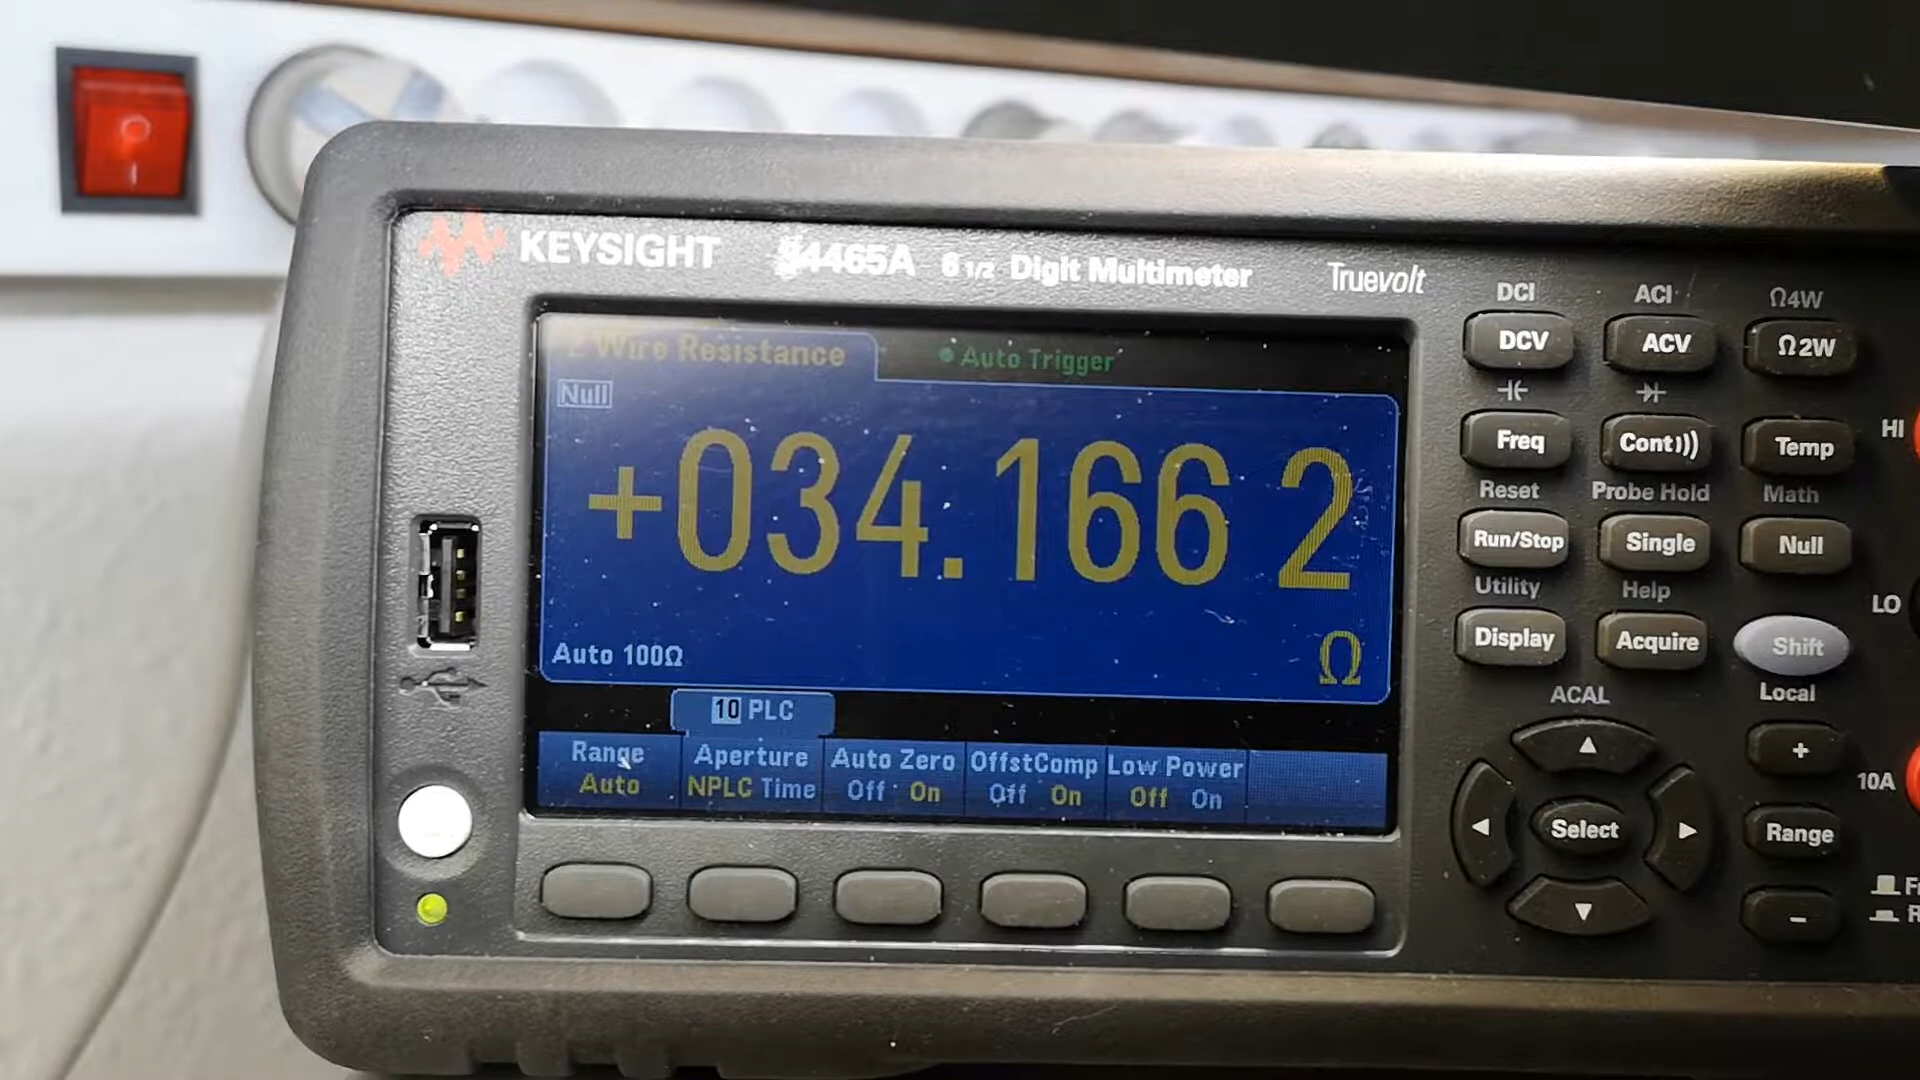 KEYSIGHT 34465A 6 1/2 Digit Multimeter Truevolt
2 Wire Resistance
Auto Trigger
Null
+034.166 2
Auto 100Ω
Ω
10 PLC
Range Aperture Auto Zero OffstComp Low Power
Auto NPLC Time Off On Off On Off On
DCI ACI Ω4W
DCV ACV Ω2W
Freq Cont))) Temp
HI
Reset Probe Hold Math
Run/Stop Single Null
Utility Help
LO
Display Acquire Shift
ACAL Local
+
10A
Select Range
-